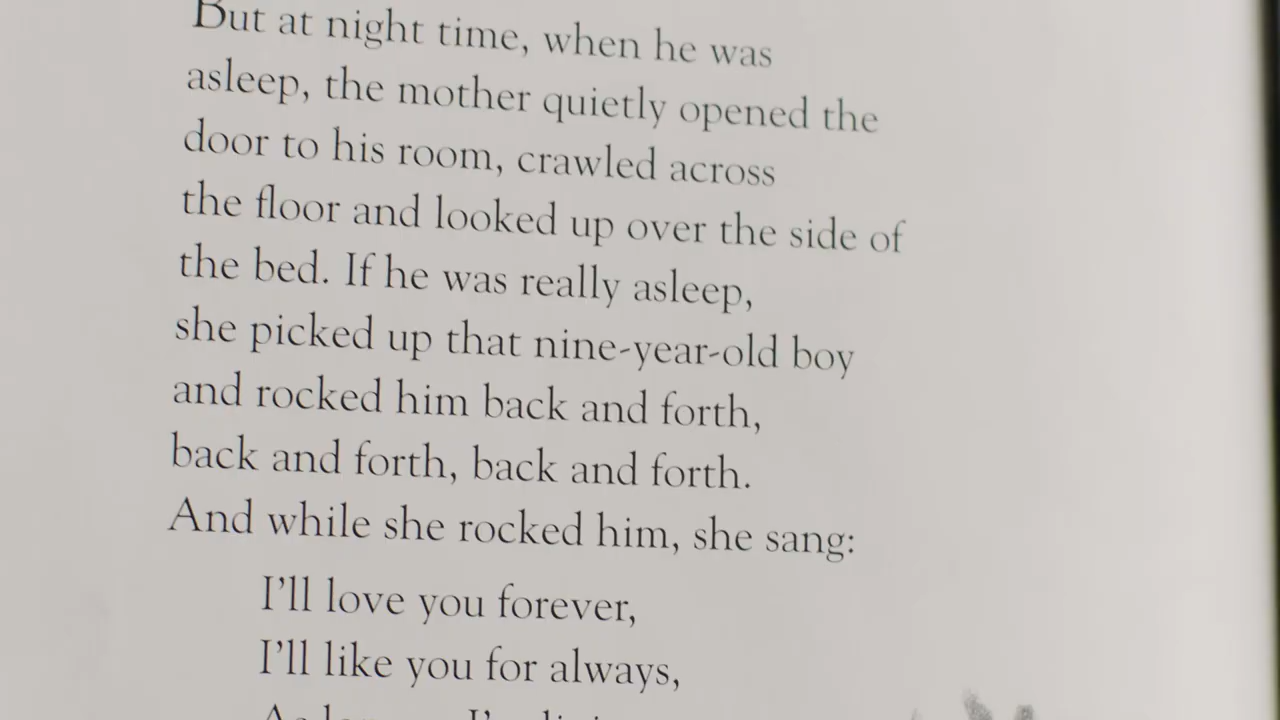 But at night time, when he was
asleep, the mother quietly opened the
door to his room, crawled across
the floor and looked up over the side of
the bed. If he was really asleep,
she picked up that nine-year-old boy
and rocked him back and forth,
back and forth, back and forth.
And while she rocked him, she sang:
I'll love you forever,
I'll like you for always,